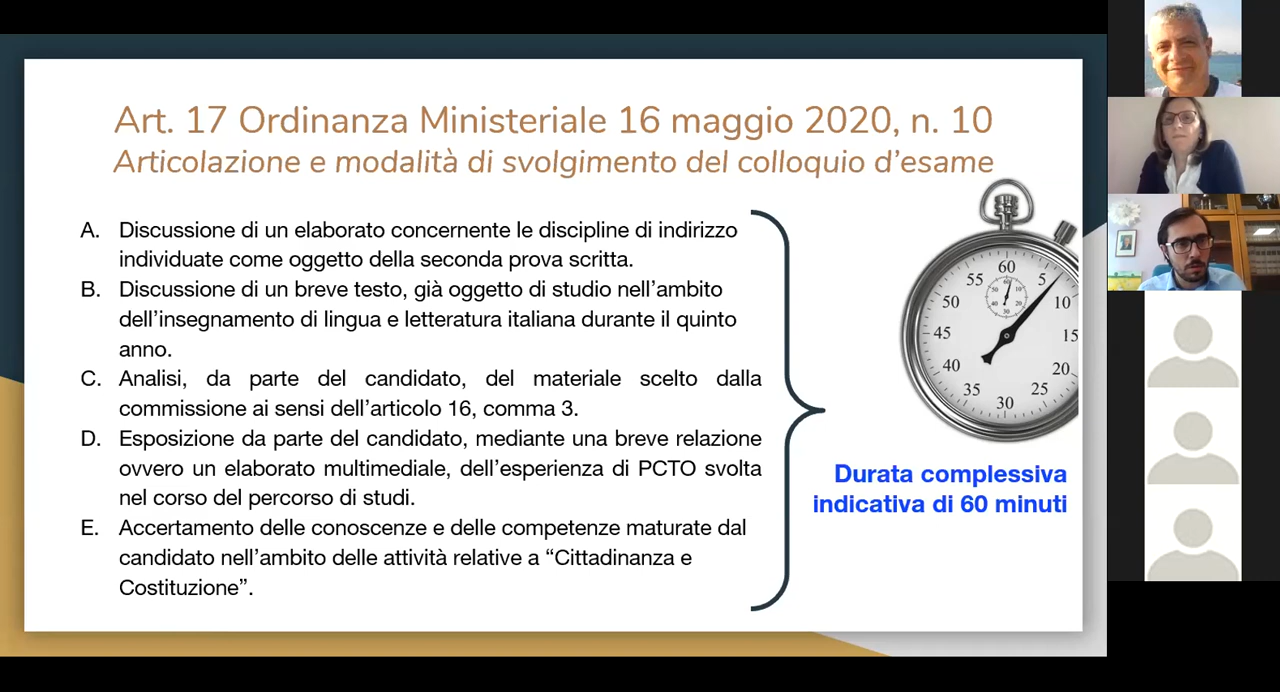 Art. 17 Ordinanza Ministeriale 16 maggio 2020, n. 10
Articolazione e modalità di svolgimento del colloquio d'esame
A. Discussione di un elaborato concernente le discipline di indirizzo
individuate come oggetto della seconda prova scritta.
B. Discussione di un breve testo, già oggetto di studio nell'ambito
dell'insegnamento di lingua e letteratura italiana durante il quinto
anno.
C. Analisi, da parte del candidato, del materiale scelto dalla
commissione ai sensi dell'articolo 16, comma 3.
D. Esposizione da parte del candidato, mediante una breve relazione
ovvero un elaborato multimediale, dell'esperienza di PCTO svolta
nel corso del percorso di studi.
E. Accertamento delle conoscenze e delle competenze maturate dal
candidato nell'ambito delle attività relative a “Cittadinanza e
Costituzione”.
60
5
10
15
20
25
30
35
40
45
50
55
Durata complessiva
indicativa di 60 minuti